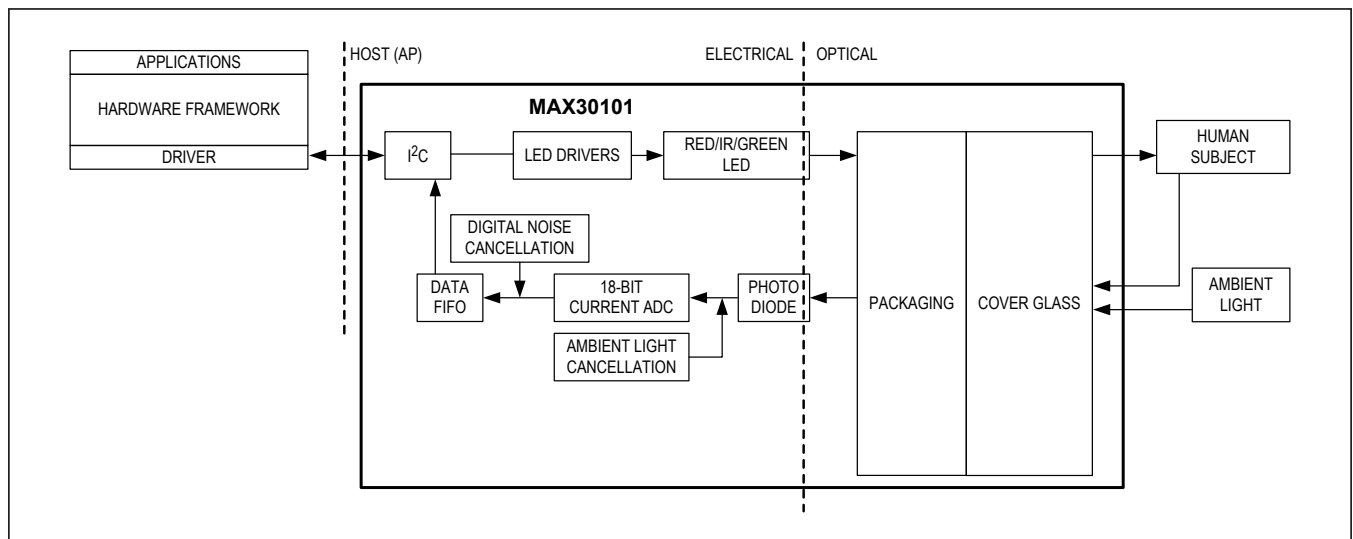 APPLICATIONS
HARDWARE FRAMEWORK
DRIVER
HOST (AP)
ELECTRICAL
OPTICAL
MAX30101
I²C
LED DRIVERS
RED/IR/GREEN
LED
HUMAN
SUBJECT
DIGITAL NOISE
CANCELLATION
DATA
FIFO
18-BIT
CURRENT ADC
PHOTO
DIODE
AMBIENT LIGHT
CANCELLATION
PACKAGING
COVER GLASS
AMBIENT
LIGHT